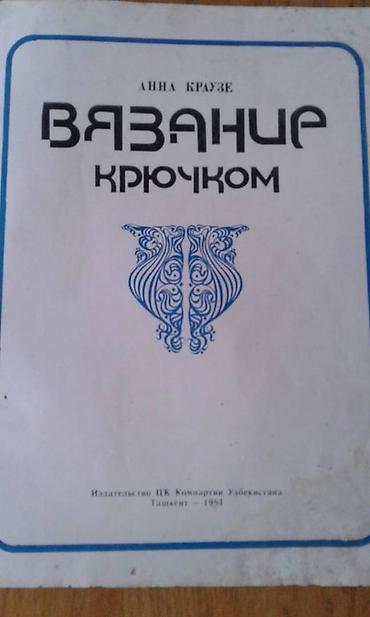 АННА КРАУЗЕ
ВЯЗАНИЕ
КРЮЧКОМ
Издательство ЦК Компартии Узбекистана
Ташкент — 1984